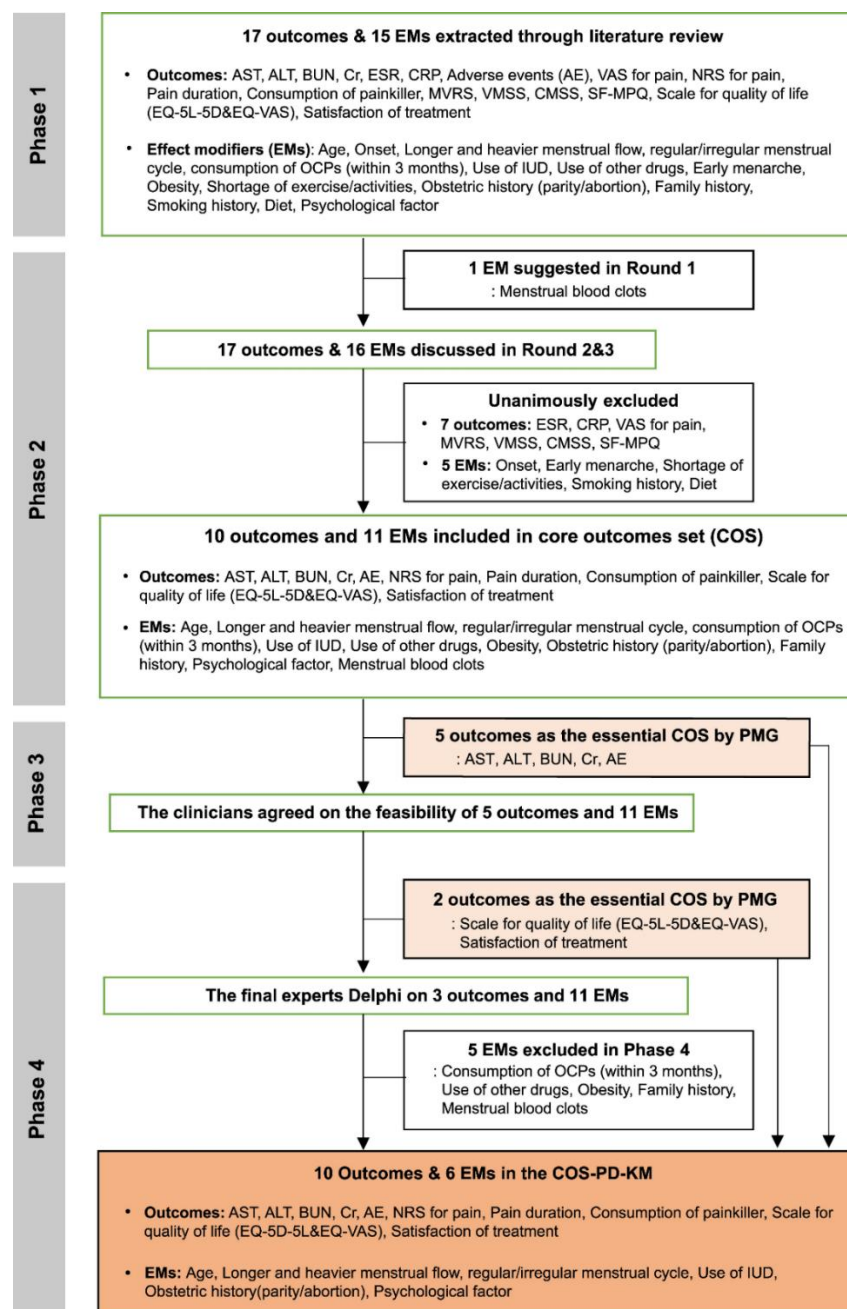 Phase 1
17 outcomes & 15 EMs extracted through literature review
• Outcomes: AST, ALT, BUN, Cr, ESR, CRP, Adverse events (AE), VAS for pain, NRS for pain,
Pain duration, Consumption of painkiller, MVRS, VMSS, CMSS, SF-MPQ, Scale for quality of life
(EQ-5L-5D&EQ-VAS), Satisfaction of treatment
• Effect modifiers (EMs): Age, Onset, Longer and heavier menstrual flow, regular/irregular menstrual
cycle, consumption of OCPs (within 3 months), Use of IUD, Use of other drugs, Early menarche,
Obesity, Shortage of exercise/activities, Obstetric history (parity/abortion), Family history,
Smoking history, Diet, Psychological factor
Phase 2
1 EM suggested in Round 1
: Menstrual blood clots
17 outcomes & 16 EMs discussed in Round 2&3
Unanimously excluded
• 7 outcomes: ESR, CRP, VAS for pain,
MVRS, VMSS, CMSS, SF-MPQ
• 5 EMs: Onset, Early menarche, Shortage of
exercise/activities, Smoking history, Diet
10 outcomes and 11 EMs included in core outcomes set (COS)
• Outcomes: AST, ALT, BUN, Cr, AE, NRS for pain, Pain duration, Consumption of painkiller, Scale for
quality of life (EQ-5L-5D&EQ-VAS), Satisfaction of treatment
• EMs: Age, Longer and heavier menstrual flow, regular/irregular menstrual cycle, consumption of OCPs
(within 3 months), Use of IUD, Use of other drugs, Obesity, Obstetric history (parity/abortion), Family
history, Psychological factor, Menstrual blood clots
Phase 3
5 outcomes as the essential COS by PMG
: AST, ALT, BUN, Cr, AE
The clinicians agreed on the feasibility of 5 outcomes and 11 EMs
Phase 4
2 outcomes as the essential COS by PMG
: Scale for quality of life (EQ-5L-5D&EQ-VAS),
Satisfaction of treatment
The final experts Delphi on 3 outcomes and 11 EMs
5 EMs excluded in Phase 4
: Consumption of OCPs (within 3 months),
Use of other drugs, Obesity, Family history,
Menstrual blood clots
10 Outcomes & 6 EMs in the COS-PD-KM
• Outcomes: AST, ALT, BUN, Cr, AE, NRS for pain, Pain duration, Consumption of painkiller, Scale for
quality of life (EQ-5D-5L&EQ-VAS), Satisfaction of treatment
• EMs: Age, Longer and heavier menstrual flow, regular/irregular menstrual cycle, Use of IUD,
Obstetric history(parity/abortion), Psychological factor